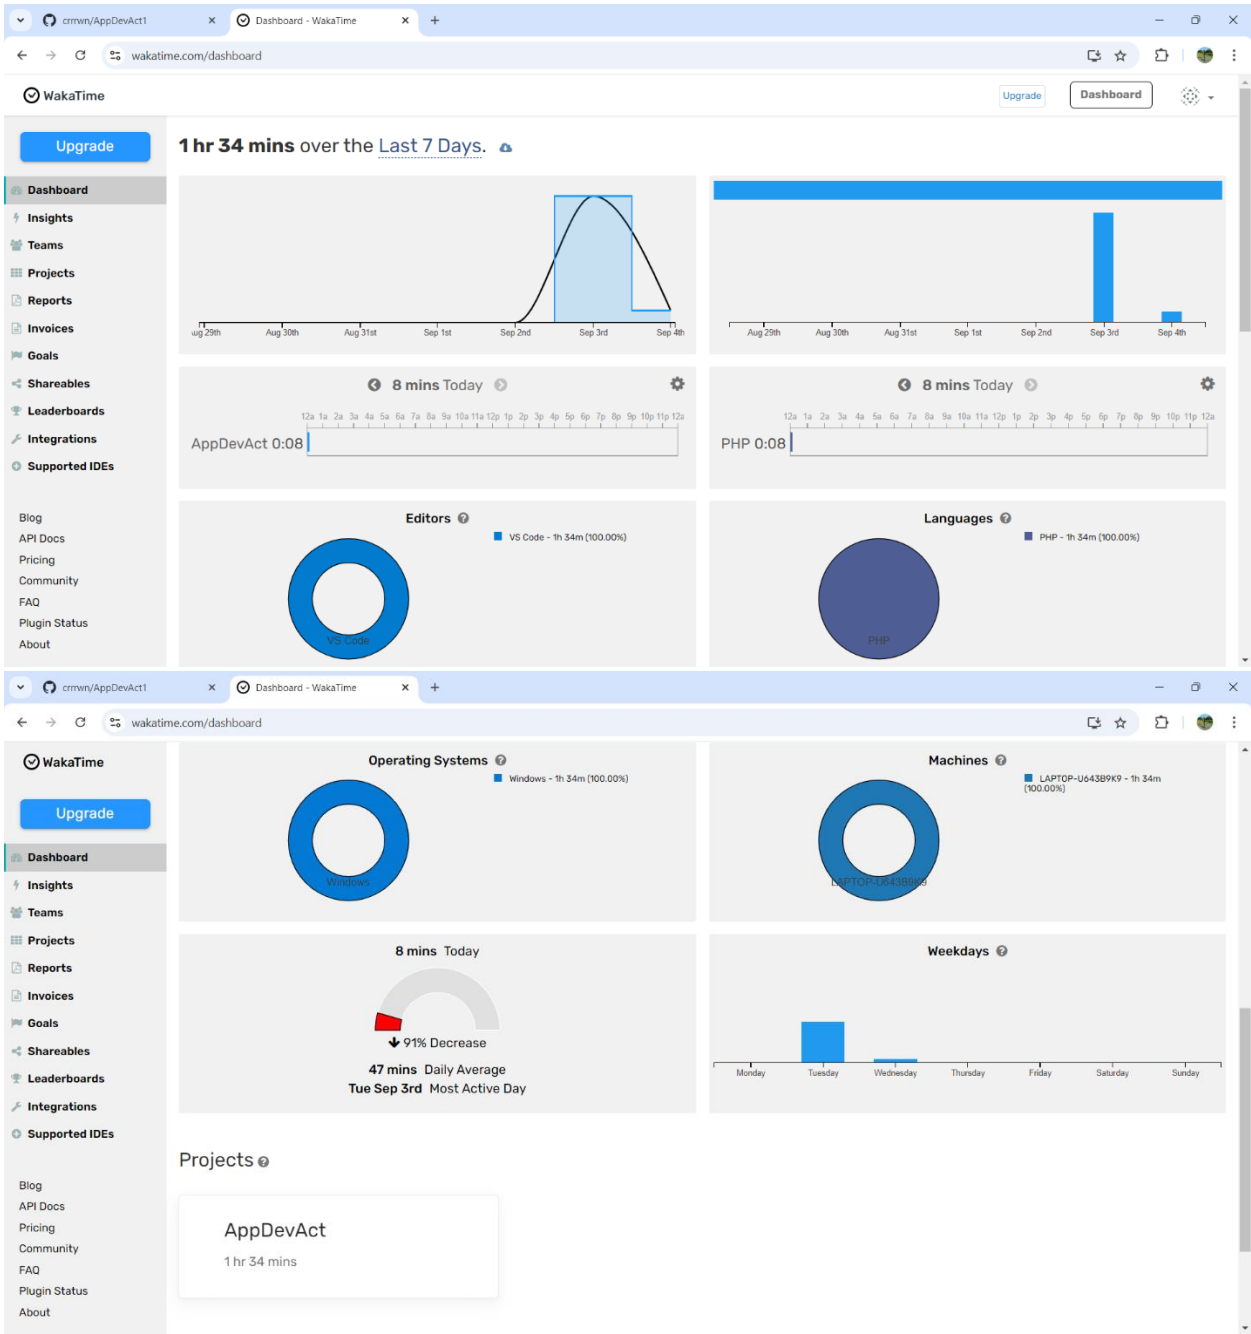 crrrwn/AppDevAct1
Dashboard - WakaTime
wakatime.com/dashboard
WakaTime
Upgrade
Dashboard
Upgrade
Dashboard
Insights
Teams
Projects
Reports
Invoices
Goals
Shareables
Leaderboards
Integrations
Supported IDEs
Blog
API Docs
Pricing
Community
FAQ
Plugin Status
About
1 hr 34 mins over the Last 7 Days.
Aug 30th Aug 31st Sep 1st Sep 2nd Sep 3rd Sep 4th
Aug 29th Aug 30th Aug 31st Sep 1st Sep 2nd Sep 3rd Sep 4th
8 mins Today
12a 1a 2a 3a 4a 5a 6a 7a 8a 9a 10a 11a 12p 1p 2p 3p 4p 5p 6p 7p 8p 9p 10p 11p 12a
AppDevAct 0:08
8 mins Today
12a 1a 2a 3a 4a 5a 6a 7a 8a 9a 10a 11a 12p 1p 2p 3p 4p 5p 6p 7p 8p 9p 10p 11p 12a
PHP 0:08
Editors
VS Code - 1h 34m (100.00%)
VS Code
Languages
PHP - 1h 34m (100.00%)
PHP
crrrwn/AppDevAct1
Dashboard - WakaTime
wakatime.com/dashboard
WakaTime
Upgrade
Dashboard
Insights
Teams
Projects
Reports
Invoices
Goals
Shareables
Leaderboards
Integrations
Supported IDEs
Blog
API Docs
Pricing
Community
FAQ
Plugin Status
About
Operating Systems
Windows - 1h 34m (100.00%)
Windows
Machines
LAPTOP-U643B9K9 - 1h 34m
(100.00%)
LAPTOP-U643B9K9
8 mins Today
91% Decrease
47 mins Daily Average
Tue Sep 3rd Most Active Day
Weekdays
Monday Tuesday Wednesday Thursday Friday Saturday Sunday
Projects
AppDevAct
1 hr 34 mins